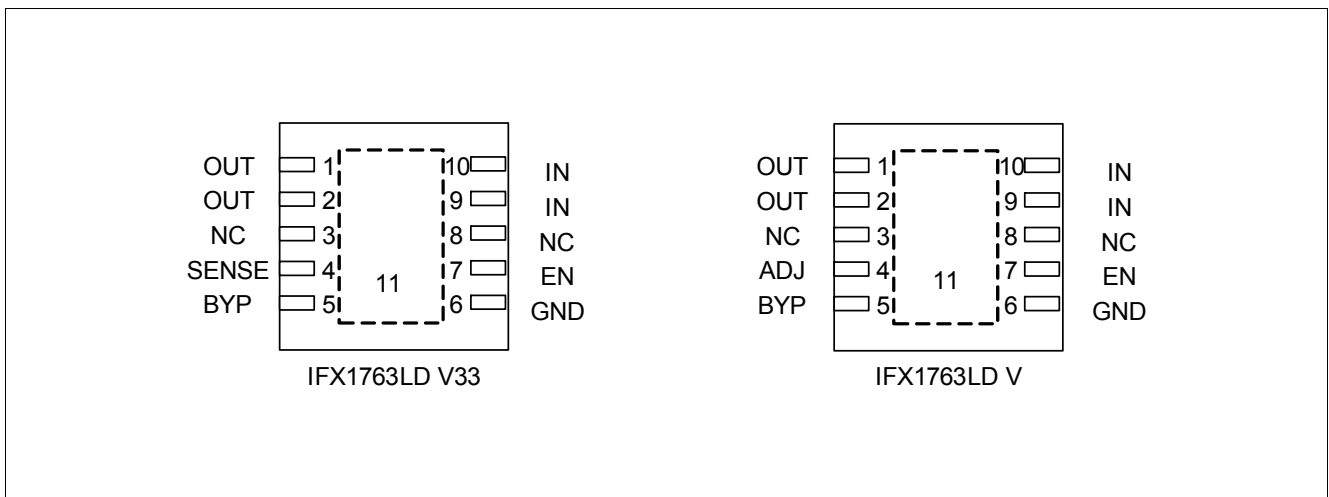 OUT 1 10 IN
OUT 2 9 IN
NC 3 8 NC
SENSE 4 7 EN
BYP 5 6 GND
11
IFX1763LD V33
OUT 1 10 IN
OUT 2 9 IN
NC 3 8 NC
ADJ 4 7 EN
BYP 5 6 GND
11
IFX1763LD V